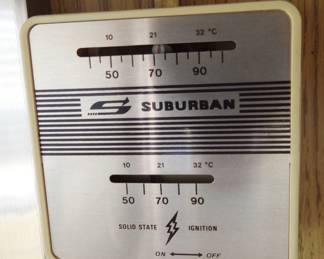 10 21 32 °C
50 70 90
SUBURBAN
10 21 32 °C
50 70 90
SOLID STATE IGNITION
ON OFF